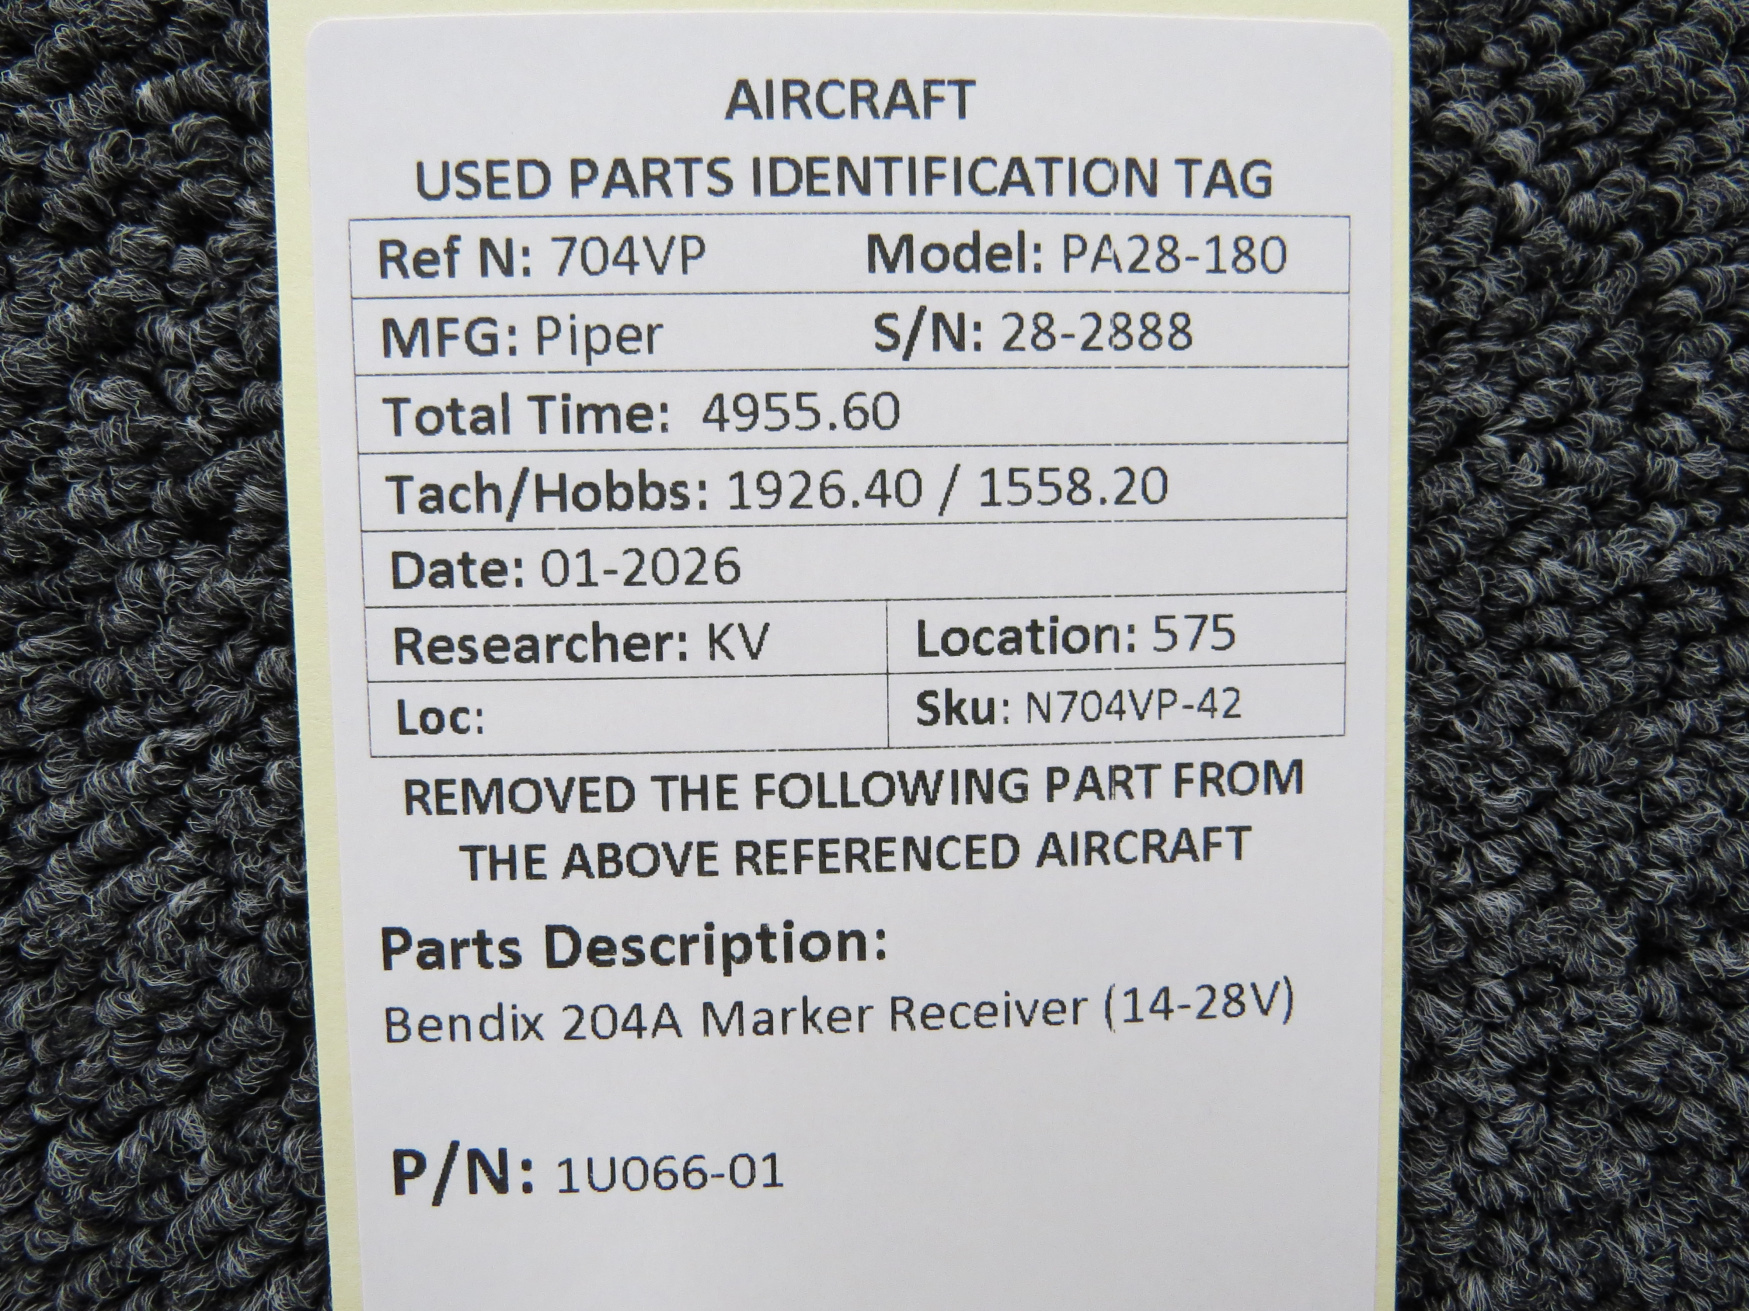 AIRCRAFT
USED PARTS IDENTIFICATION TAG
Ref N: 704VP Model: PA28-180
MFG: Piper S/N: 28-2888
Total Time: 4955.60
Tach/Hobbs: 1926.40 / 1558.20
Date: 01-2026
Researcher: KV Location: 575
Loc: Sku: N704VP-42
REMOVED THE FOLLOWING PART FROM
THE ABOVE REFERENCED AIRCRAFT
Parts Description:
Bendix 204A Marker Receiver (14-28V)
P/N: 1U066-01